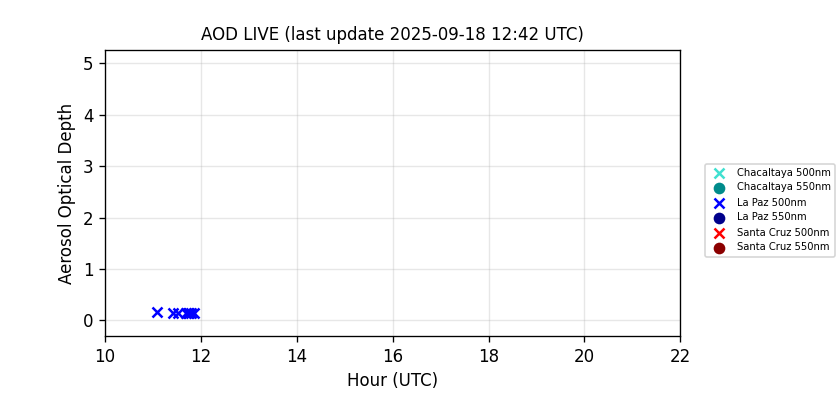 AOD LIVE (last update 2025-09-18 12:42 UTC)
5
4
3
2
1
0
Aerosol Optical Depth
10 12 14 16 18 20 22
Hour (UTC)
Chacaltaya 500nm
Chacaltaya 550nm
La Paz 500nm
La Paz 550nm
Santa Cruz 500nm
Santa Cruz 550nm